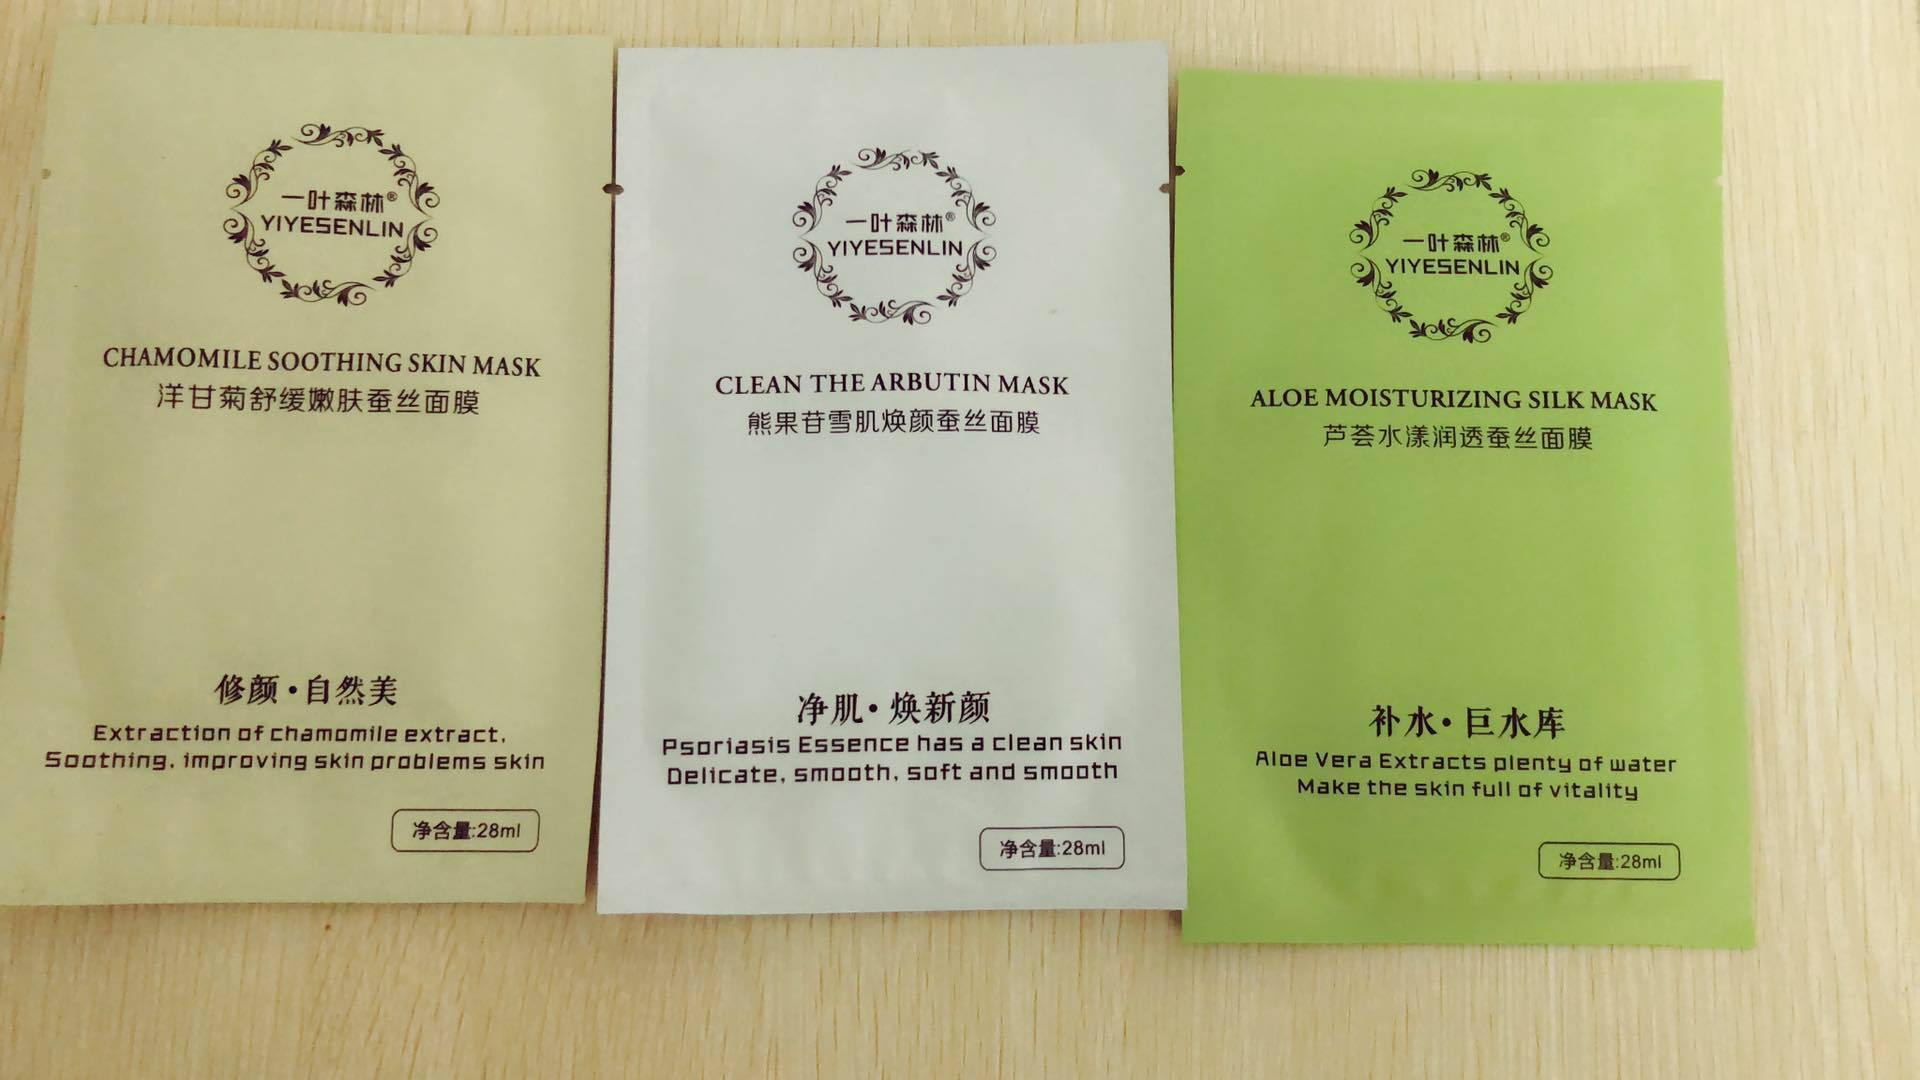 一叶森林®
YIYESENLIN
CHAMOMILE SOOTHING SKIN MASK
洋甘菊舒缓嫩肤蚕丝面膜
修颜·自然美
Extraction of chamomile extract,
Soothing, improving skin problems skin
净含量:28ml
一叶森林®
YIYESENLIN
CLEAN THE ARBUTIN MASK
熊果苷雪肌焕颜蚕丝面膜
净肌·焕新颜
Psoriasis Essence has a clean skin
Delicate, smooth, soft and smooth
净含量:28ml
一叶森林®
YIYESENLIN
ALOE MOISTURIZING SILK MASK
芦荟水漾润透蚕丝面膜
补水·巨水库
Aloe Vera Extracts plenty of water
Make the skin full of vitality
净含量:28ml